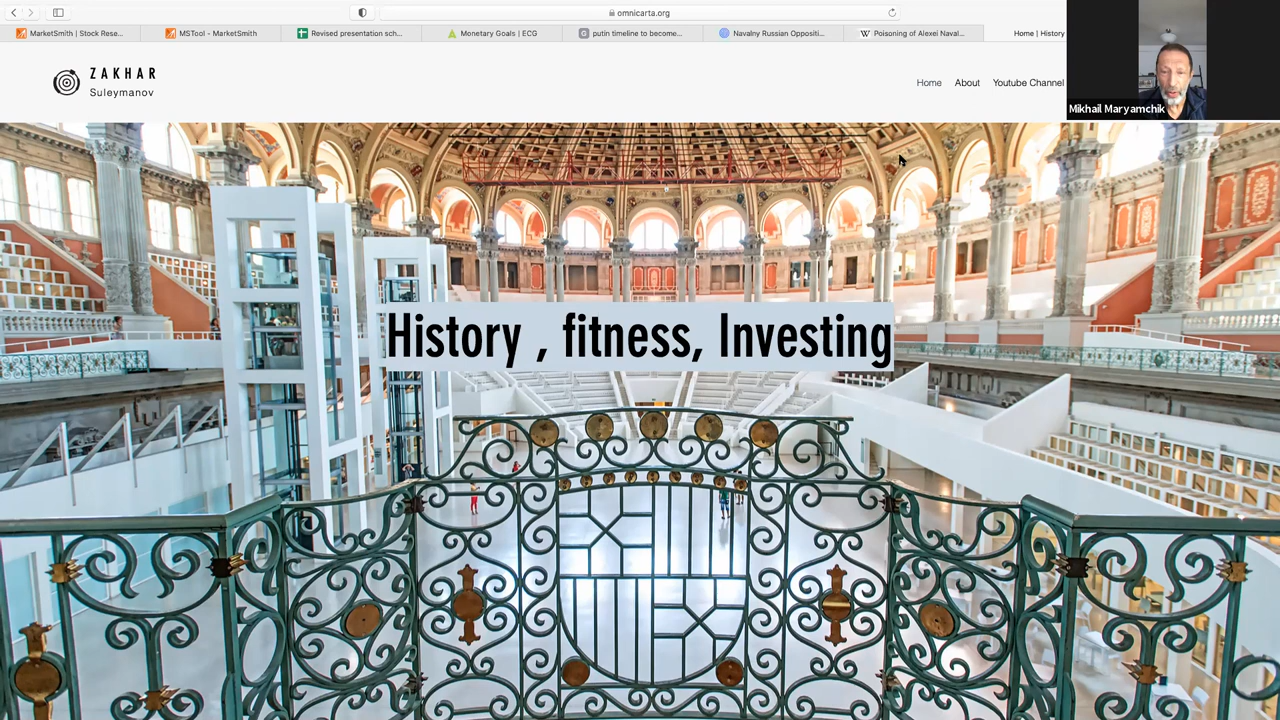 omnicarta.org
MarketSmith | Stock Rese...
MSTool - MarketSmith
Revised presentation sch...
Monetary Goals | ECG
putin timeline to become...
Navalny Russian Oppositi...
Poisoning of Alexei Naval...
Home | History
ZAKHAR
Suleymanov
Home
About
Youtube Channel
Mikhail Maryamchik
History , fitness, Investing